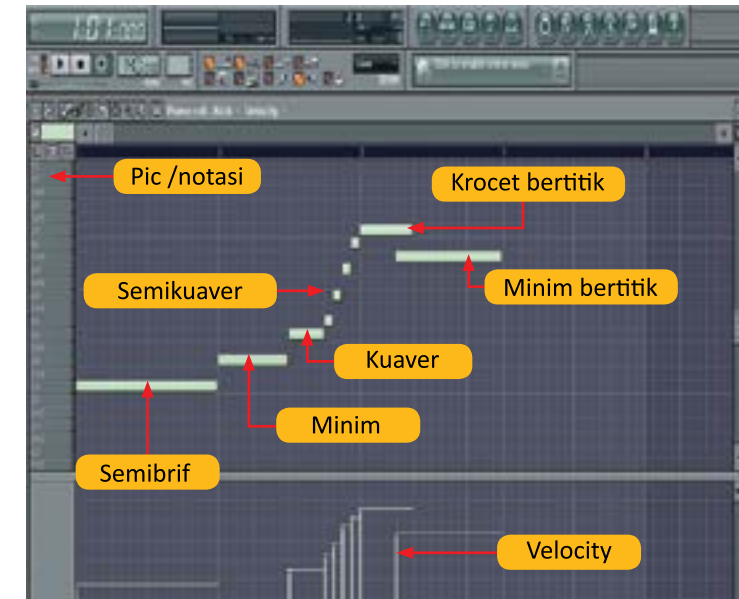 Pic /notasi
Krocet bertitik
Semikuaver
Minim bertitik
Kuaver
Minim
Semibrif
Velocity